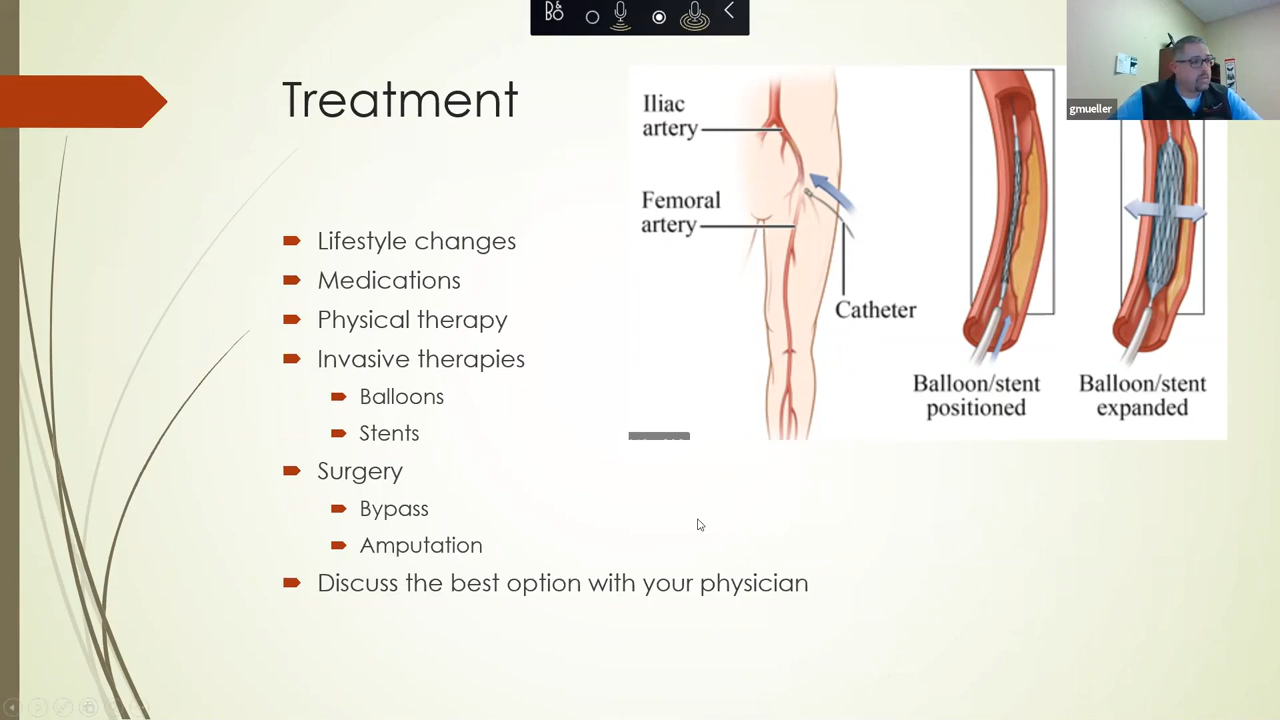 B&O
gmueller
Treatment
Iliac
artery
Femoral
artery
Catheter
Balloon/stent
positioned
Balloon/stent
expanded
Lifestyle changes
Medications
Physical therapy
Invasive therapies
Balloons
Stents
Surgery
Bypass
Amputation
Discuss the best option with your physician